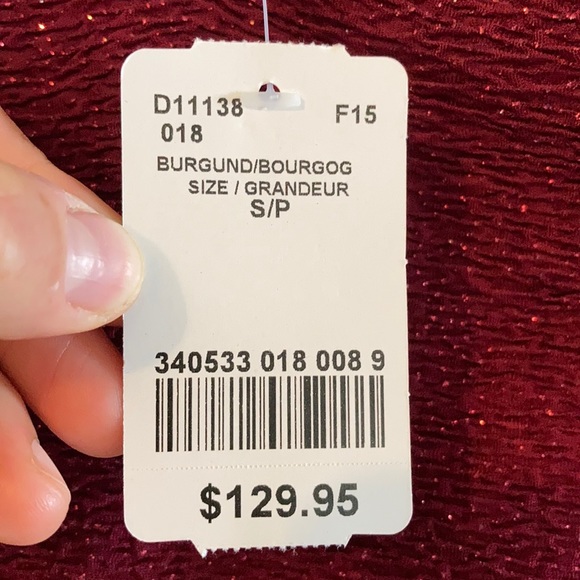 D11138 F15
018
BURGUND/BOURGOG
SIZE / GRANDEUR
S/P
340533 018 008 9
$129.95